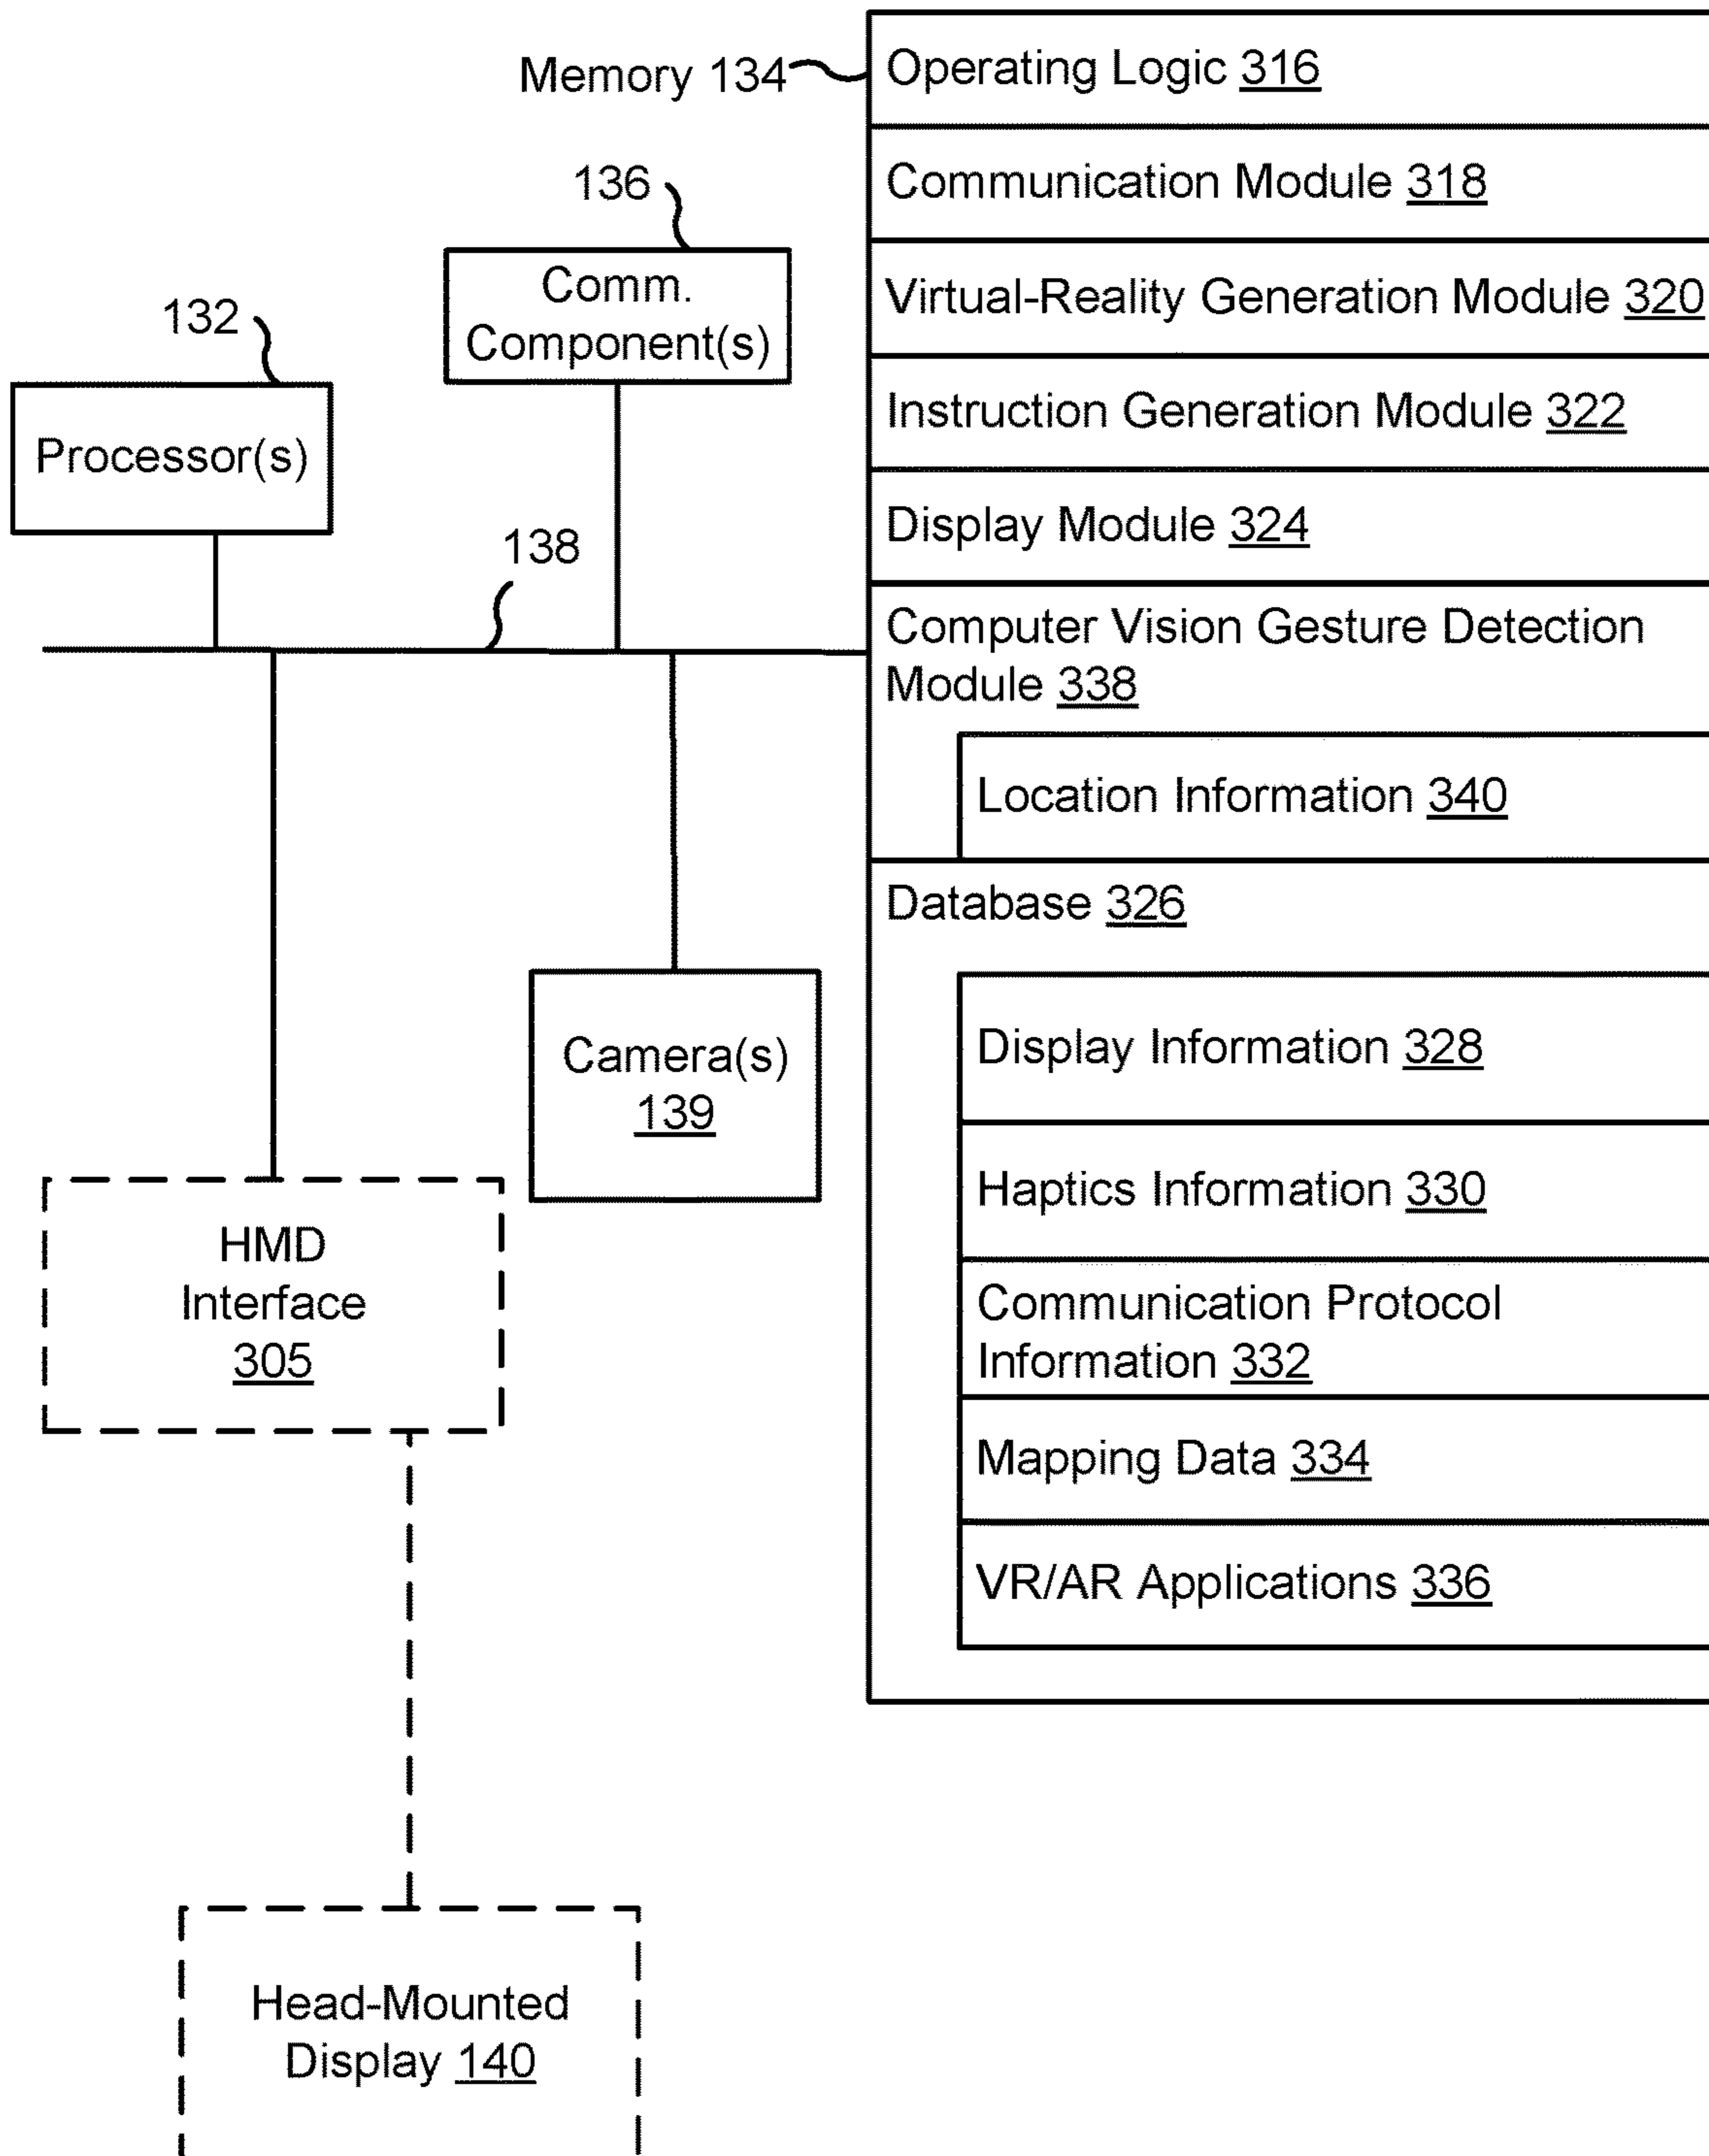 Memory 134
136
Comm.
Component(s)
132
Processor(s)
138
Camera(s)
139
HMD
Interface
305
Head-Mounted
Display 140
Operating Logic 316
Communication Module 318
Virtual-Reality Generation Module 320
Instruction Generation Module 322
Display Module 324
Computer Vision Gesture Detection
Module 338
Location Information 340
Database 326
Display Information 328
Haptics Information 330
Communication Protocol
Information 332
Mapping Data 334
VR/AR Applications 336